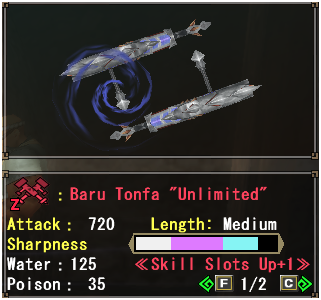 Z : Baru Tonfa "Unlimited"
Attack : 720 Length: Medium
Sharpness
Water : 125 ≪Skill Slots Up+1≫
Poison : 35 F 1/2 C